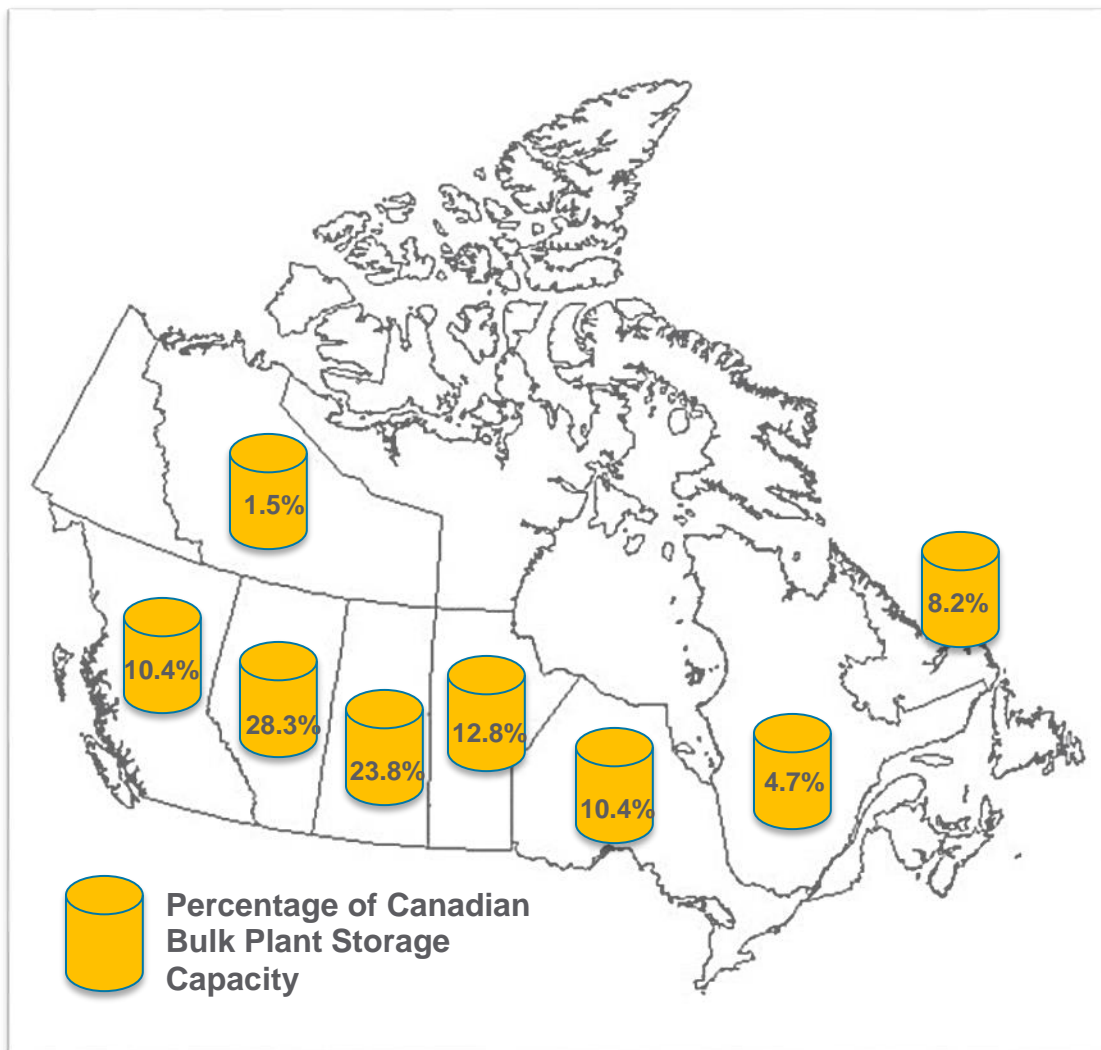 1.5%
8.2%
10.4%
28.3%
23.8%
12.8%
10.4%
4.7%
Percentage of Canadian
Bulk Plant Storage
Capacity